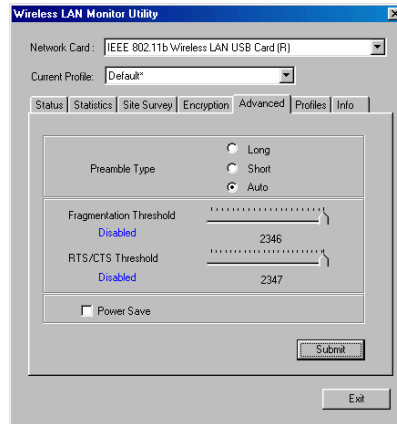 Wireless LAN Monitor Utility
Network Card : IEEE 802.11b Wireless LAN USB Card (R)
Current Profile: Default*
Status Statistics Site Survey Encryption Advanced Profiles Info
Long
Preamble Type Short
Auto
Fragmentation Threshold
Disabled 2346
RTS/CTS Threshold
Disabled 2347
Power Save
Submit
Exit